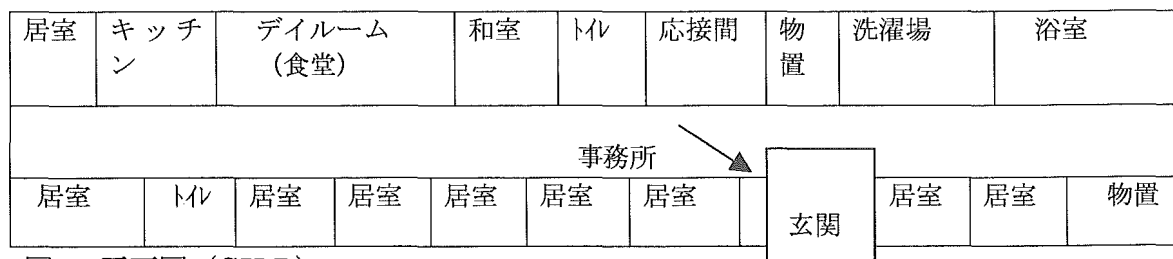 居室 キッチ デイルーム 和室 ﾄｲﾚ 応接間 物 洗濯場 浴室
ン (食堂) 置
事務所
居室 ﾄｲﾚ 居室 居室 居室 居室 居室 居室 居室 物置
玄関